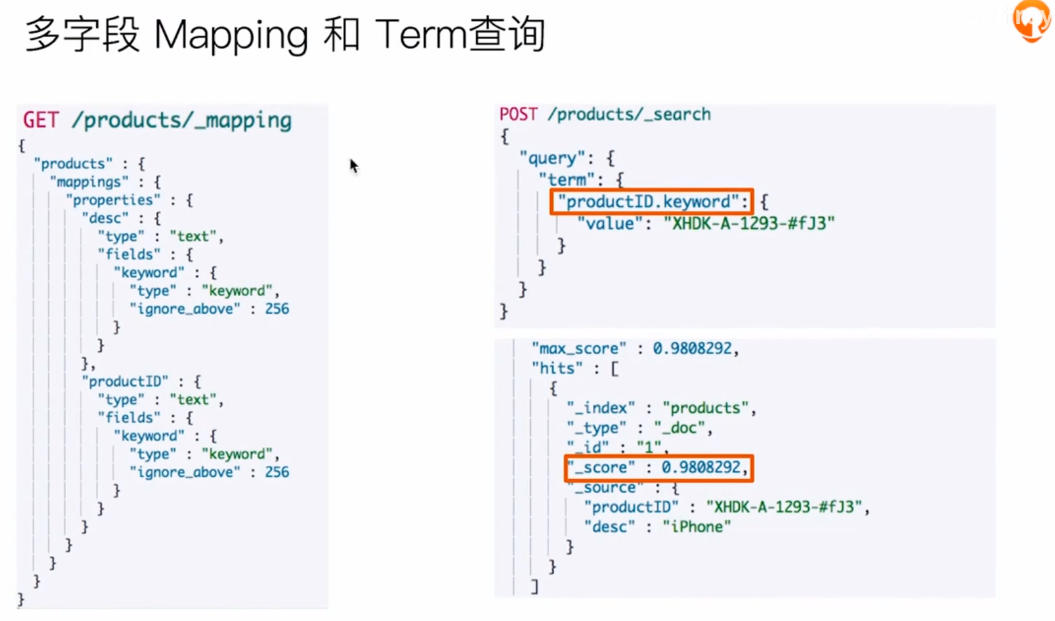 多字段 Mapping 和 Term查询
GET /products/_mapping
{
"products" : {
"mappings" : {
"properties" : {
"desc" : {
"type" : "text",
"fields" : {
"keyword" : {
"type" : "keyword",
"ignore_above" : 256
}
}
},
"productID" : {
"type" : "text",
"fields" : {
"keyword" : {
"type" : "keyword",
"ignore_above" : 256
}
}
}
}
}
}
}
POST /products/_search
{
"query": {
"term": {
"productID.keyword": {
"value": "XHDK-A-1293-#fJ3"
}
}
}
}
"max_score" : 0.9808292,
"hits" : [
{
"_index" : "products",
"_type" : "_doc",
"_id" : "1",
"_score" : 0.9808292,
"_source" : {
"productID" : "XHDK-A-1293-#fJ3",
"desc" : "iPhone"
}
}
]